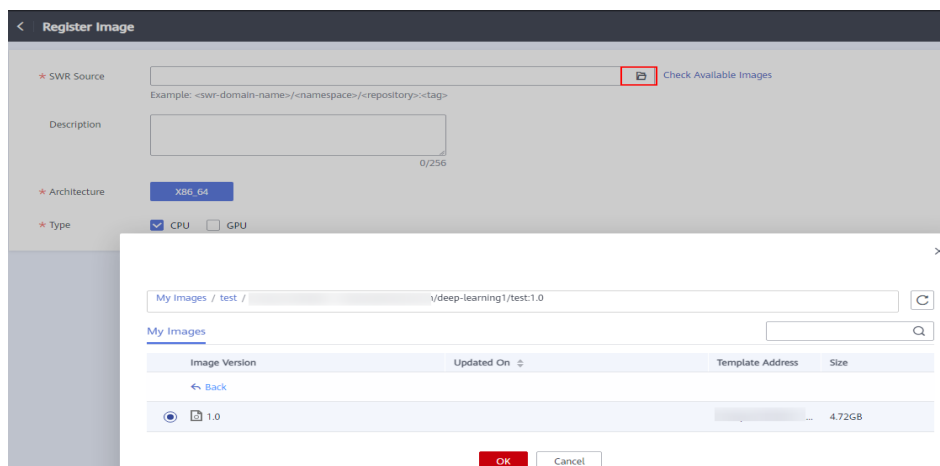 Register Image
* SWR Source
Check Available Images
Example: <swr-domain-name>/<namespace>/<repository>:<tag>
Description
0/256
* Architecture
X86_64
* Type
CPU
GPU
My Images / test /
/deep-learning1/test:1.0
My Images
Image Version
Updated On
Template Address
Size
Back
1.0
...
4.72GB
OK
Cancel